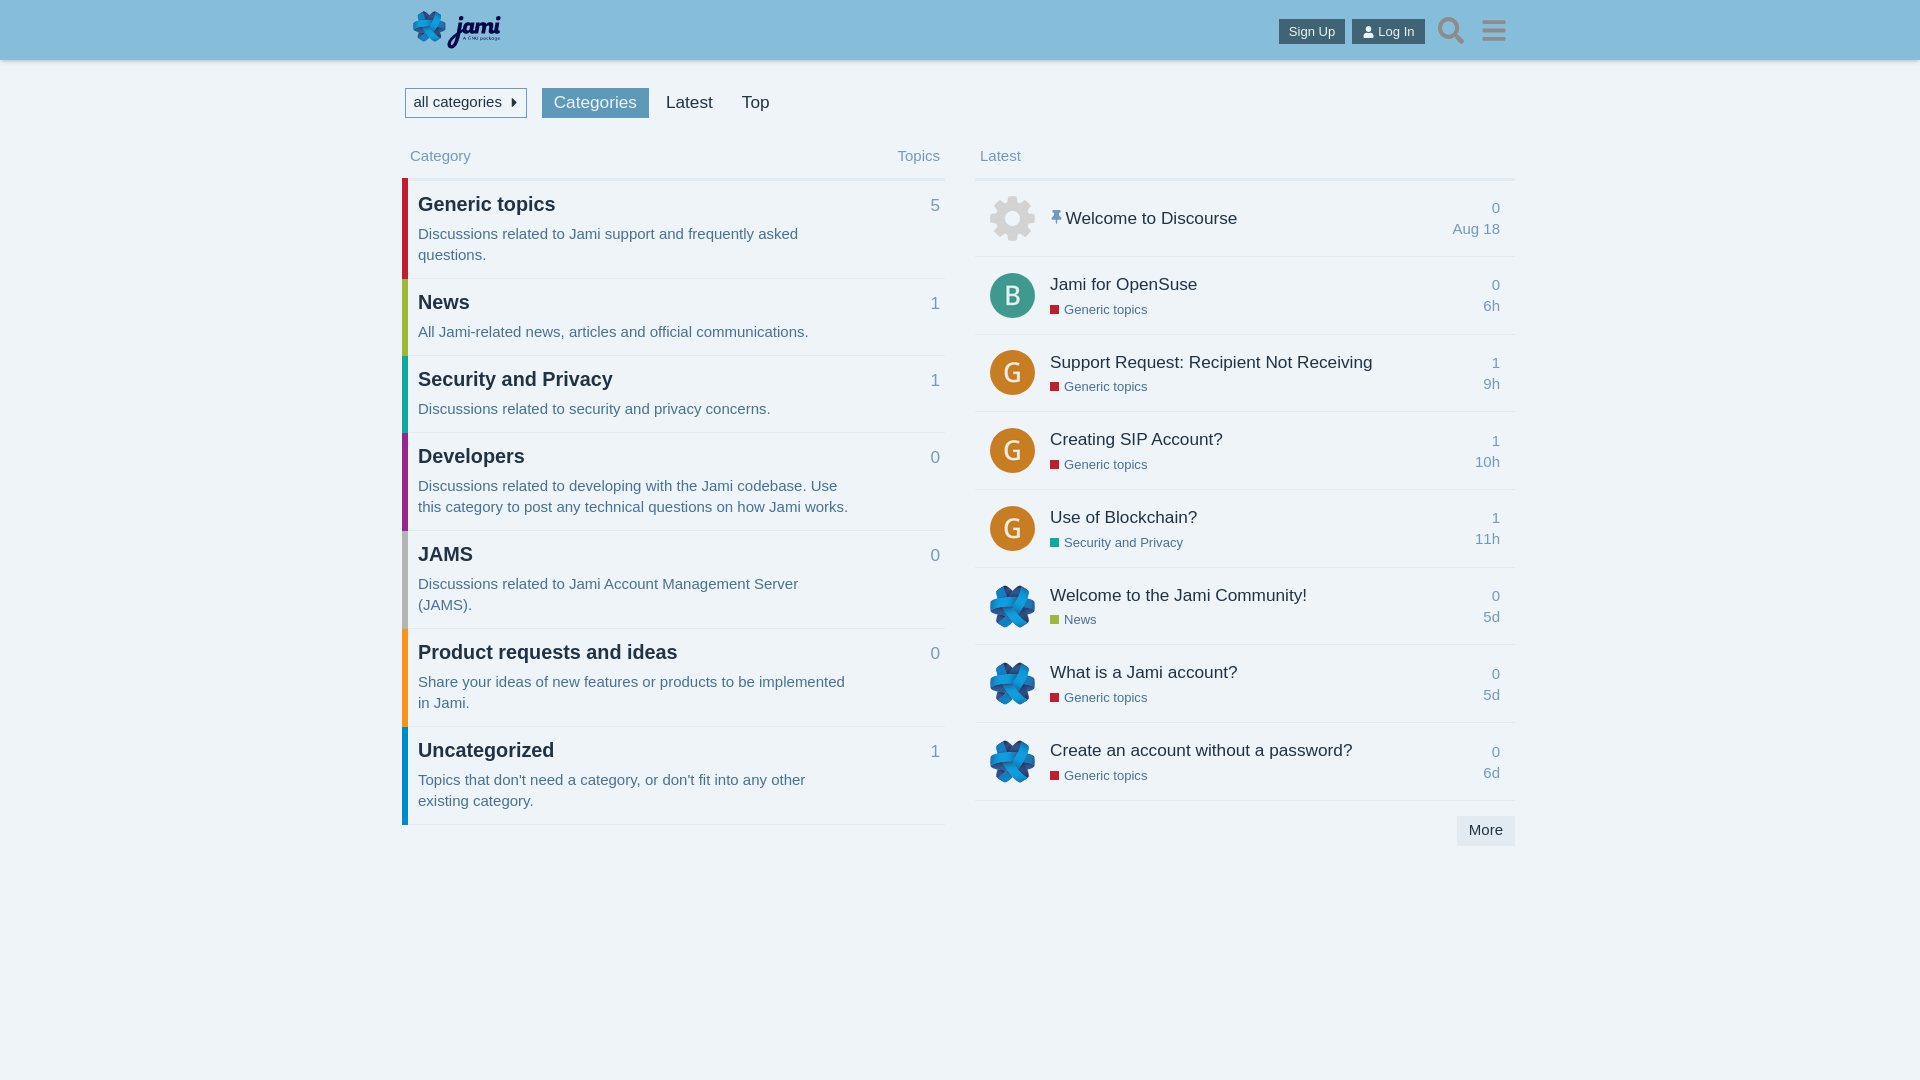 jami
A GNU package
Sign Up
Log In
all categories
Categories
Latest
Top
Category
Topics
Generic topics
5
Discussions related to Jami support and frequently asked
questions.
News
1
All Jami-related news, articles and official communications.
Security and Privacy
1
Discussions related to security and privacy concerns.
Developers
0
Discussions related to developing with the Jami codebase. Use
this category to post any technical questions on how Jami works.
JAMS
0
Discussions related to Jami Account Management Server
(JAMS).
Product requests and ideas
0
Share your ideas of new features or products to be implemented
in Jami.
Uncategorized
1
Topics that don't need a category, or don't fit into any other
existing category.
Latest
Welcome to Discourse
0
Aug 18
B
Jami for OpenSuse
0
Generic topics
6h
G
Support Request: Recipient Not Receiving
1
Generic topics
9h
G
Creating SIP Account?
1
Generic topics
10h
G
Use of Blockchain?
1
Security and Privacy
11h
Welcome to the Jami Community!
0
News
5d
What is a Jami account?
0
Generic topics
5d
Create an account without a password?
0
Generic topics
6d
More